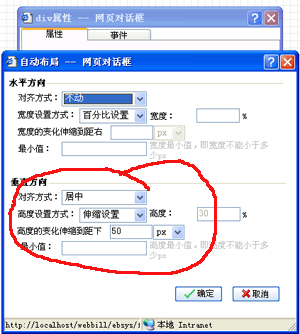 div属性 -- 网页对话框
属性 事件
自动布局 -- 网页对话框
水平方向
对齐方式: 不动
宽度设置方式: 百分比设置 宽度: %
宽度的变化伸缩到距右 px
最小值: 宽度最小值，即宽度不能小于多
少px
垂直方向
对齐方式: 居中
高度设置方式: 伸缩设置 高度: 30 %
高度的变化伸缩到距下 50 px
最小值: 高度最小值，即高度不能小于多
少px
确定 取消
http://localhost/webbill/ebsys/ 本地 Intranet